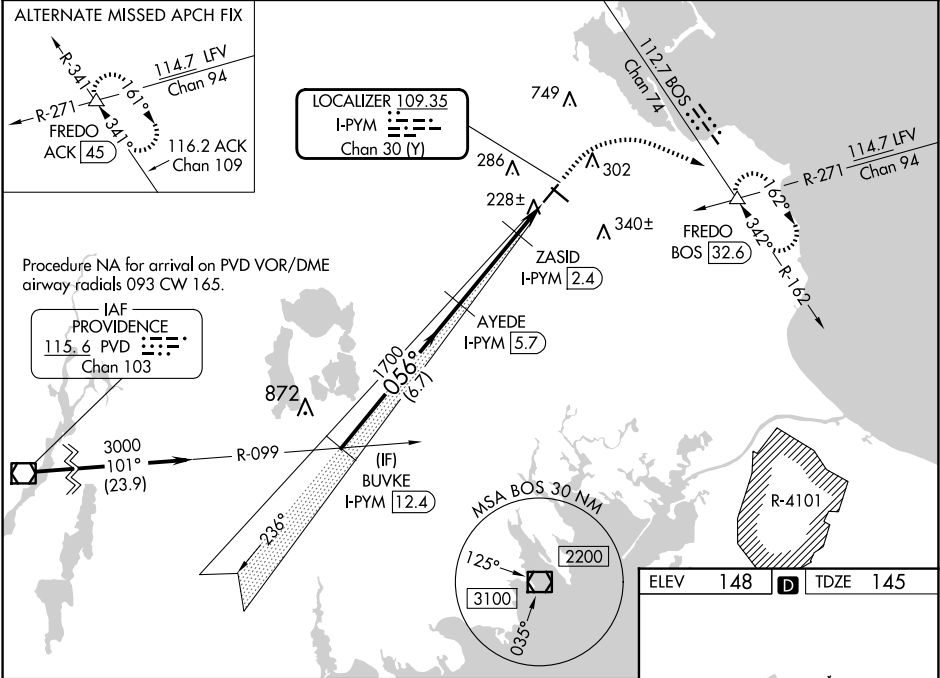 ALTERNATE MISSED APCH FIX
R-341
114.7 LFV
Chan 94
161°
R-271
FREDO
ACK 45
341°
116.2 ACK
Chan 109
LOCALIZER 109.35
I-PYM
Chan 30 (Y)
749
112.7 BOS
Chan 74
286
302
228±
340±
R-271
114.7 LFV
Chan 94
162°
FREDO
BOS 32.6
342°
R-162
ZASID
I-PYM 2.4
AYEDE
I-PYM 5.7
Procedure NA for arrival on PVD VOR/DME
airway radials 093 CW 165.
IAF
PROVIDENCE
115.6 PVD
Chan 103
1700
056°
(6.7)
872
3000
101°
(23.9)
R-099
(IF)
BUVKE
I-PYM 12.4
236°
MSA BOS 30 NM
125°
2200
3100
035°
R-4101
ELEV 148 D TDZE 145